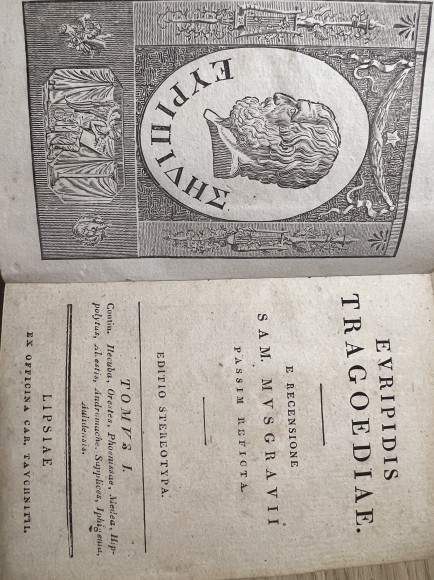 ΕΥΡΙΠΙΔΗΣ
EVRIPIDIS
TRAGOEDIAE.
E RECENSIONE
SAM. MVSGRAVII
PASSIM REFICTA.
EDITIO STEREOTYPA.
TOMVS I.
Contin. Hecuba, Orestes, Phoenissae, Medea, Hip-
polytus, Alcestis, Andromache, Supplices, Iphigenia,
Aulidensis.
LIPSIAE
EX OFFICINA CAR. TAVCHNITII.